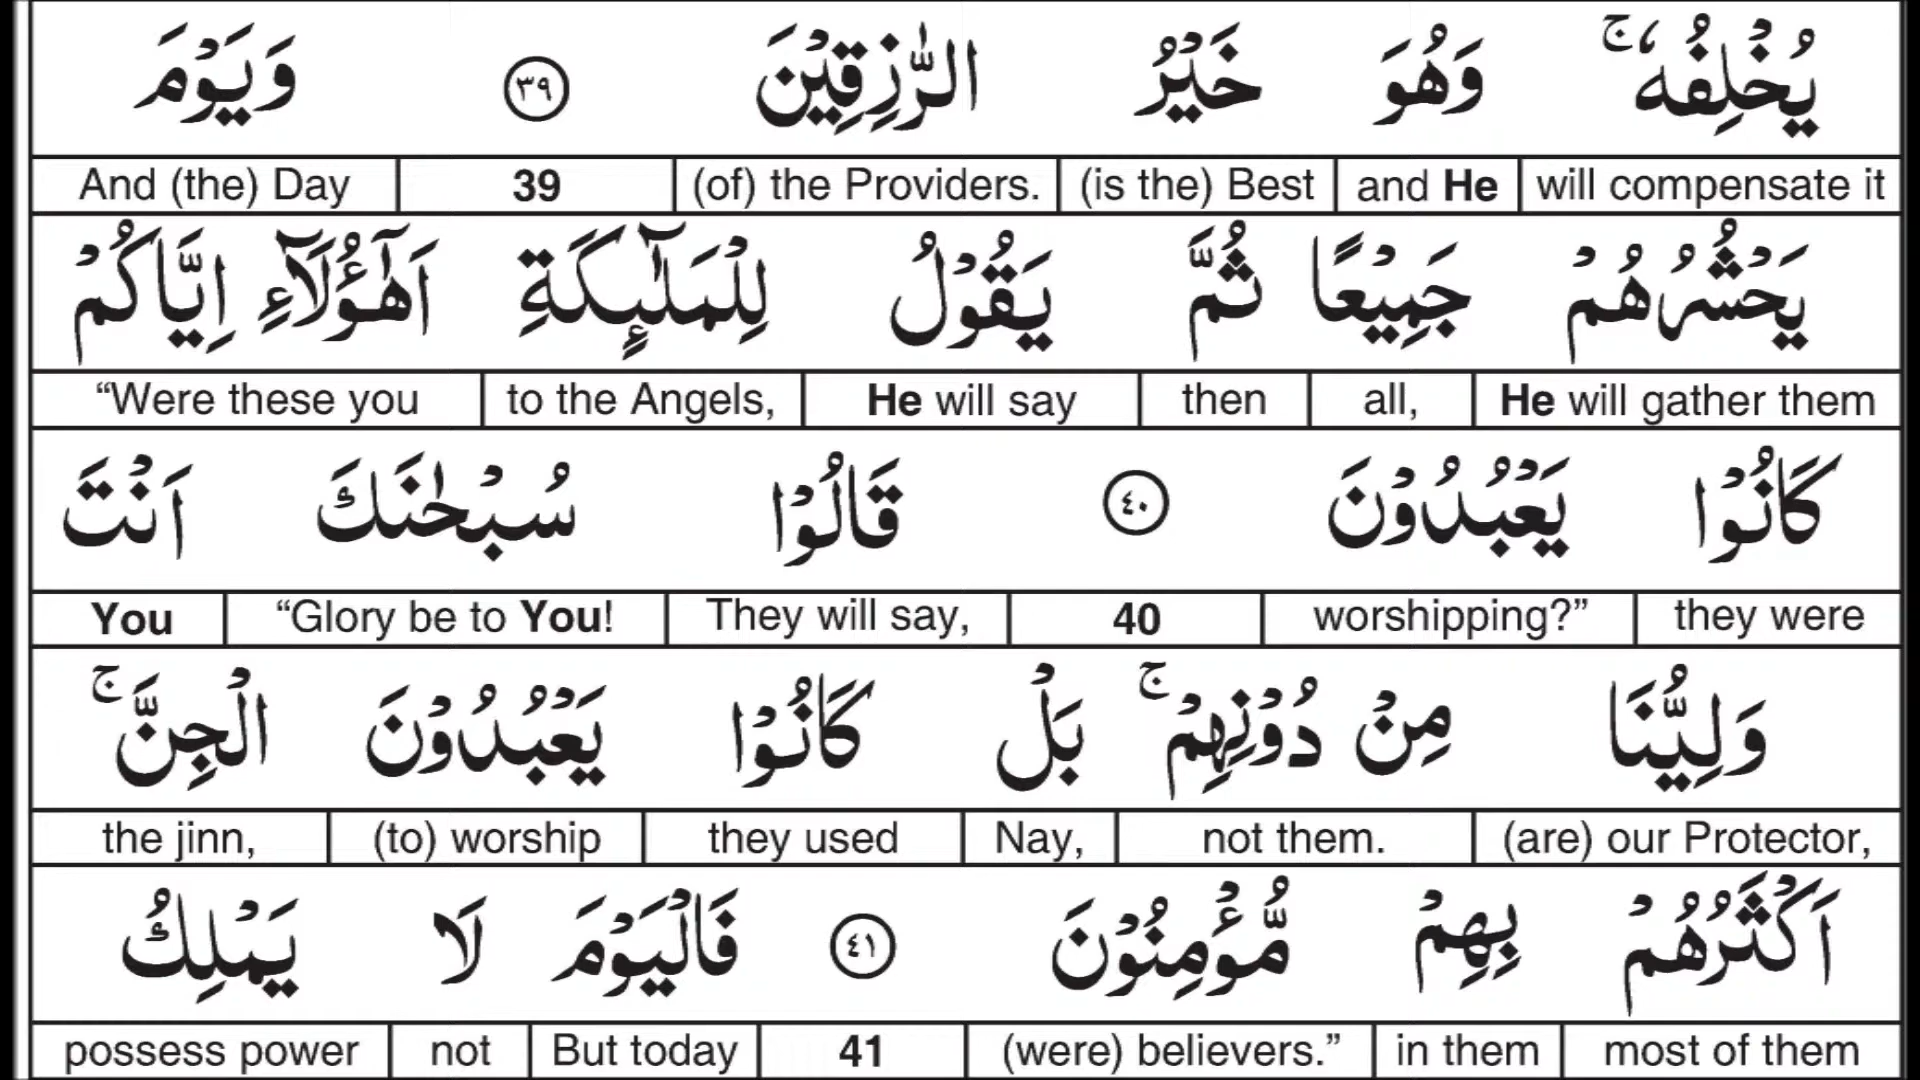 يُخْلِفُهٗ ۚ وَهُوَ خَيْرُ الرّٰزِقِيْنَ ٣٩ وَيَوْمَ
will compensate it and He (is the) Best (of) the Providers. 39 And (the) Day
يَحْشُرُهُمْ جَمِيْعًا ثُمَّ يَقُوْلُ لِلْمَلٰٓئِكَةِ اَهٰٓؤُلَآءِ اِيَّاكُمْ
He will gather them all, then He will say to the Angels, “Were these you
كَانُوْا يَعْبُدُوْنَ ٤٠ قَالُوْا سُبْحٰنَكَ اَنْتَ
they were worshipping?” 40 They will say, “Glory be to You! You
وَلِيُّنَا مِنْ دُوْنِهِمْ ۚ بَلْ كَانُوْا يَعْبُدُوْنَ الْجِنَّ ۚ
(are) our Protector, not them. Nay, they used (to) worship the jinn,
اَكْثَرُهُمْ بِهِمْ مُّؤْمِنُوْنَ ٤١ فَالْيَوْمَ لَا يَمْلِكُ
most of them in them (were) believers.” 41 But today not possess power